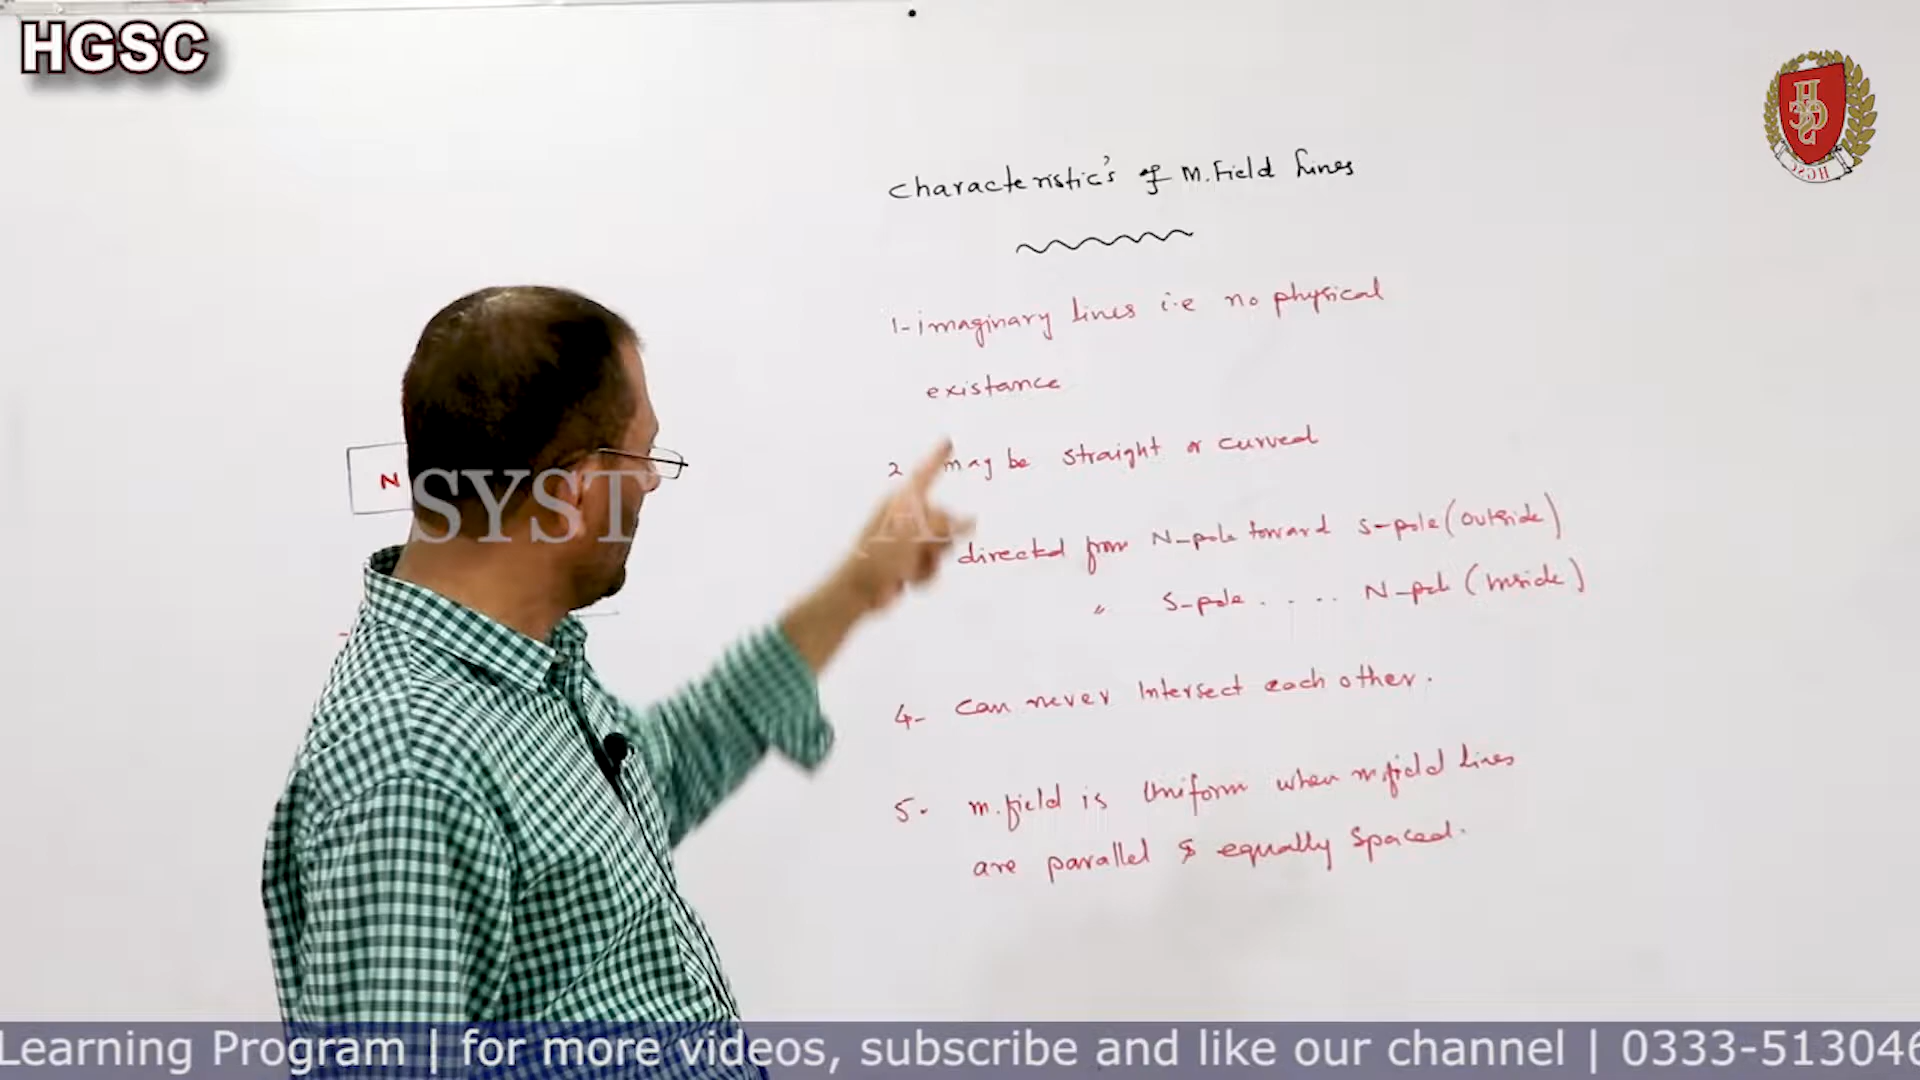 HGSC
characteristic's of M.Field Lines
1- imaginary lines i.e no physical
existance
2 may be straight or curved
directed from N-pole toward S-pole (outside)
" S-pole . . . . . N-pole (inside)
4- Can never Intersect each other.
5- m.field is Uniform when m.field lines
are parallel & equally Spaced.
N
SYST
Learning Program | for more videos, subscribe and like our channel | 0333-513046